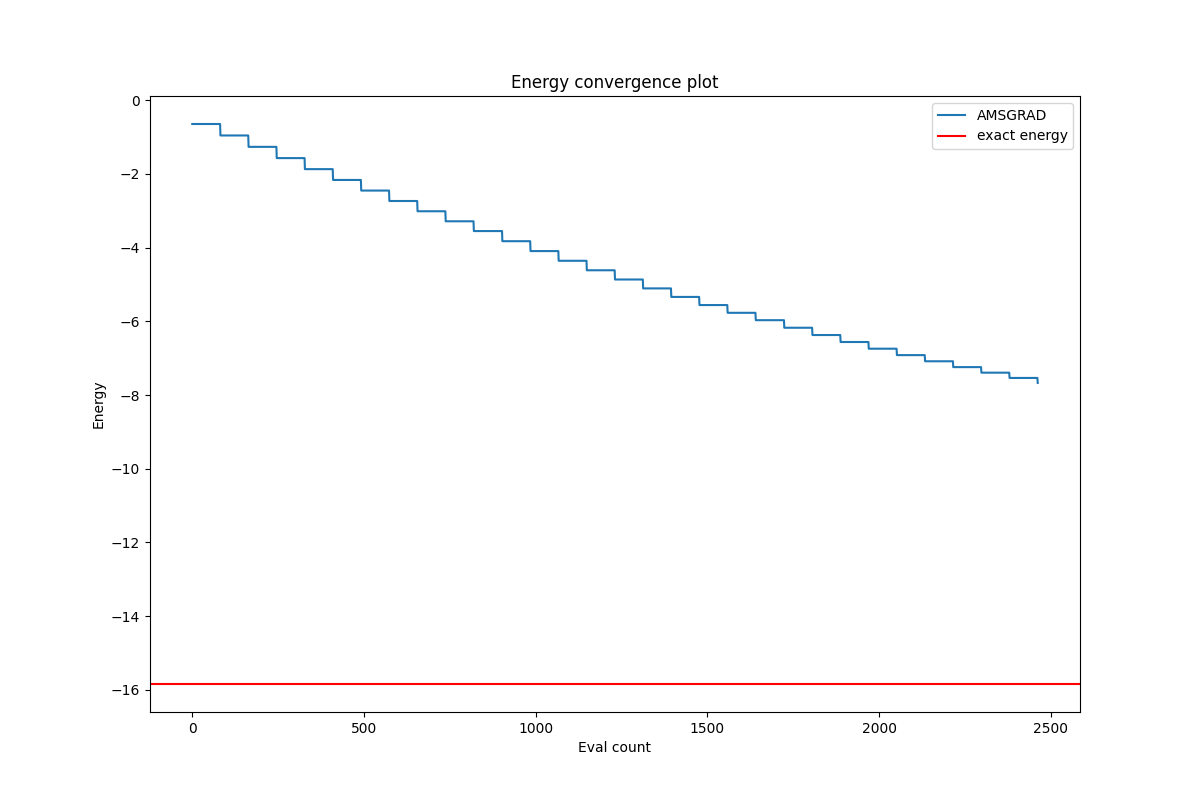 Energy convergence plot
AMSGRAD
exact energy
0
−2
−4
−6
−8
−10
−12
−14
−16
Energy
0 500 1000 1500 2000 2500
Eval count